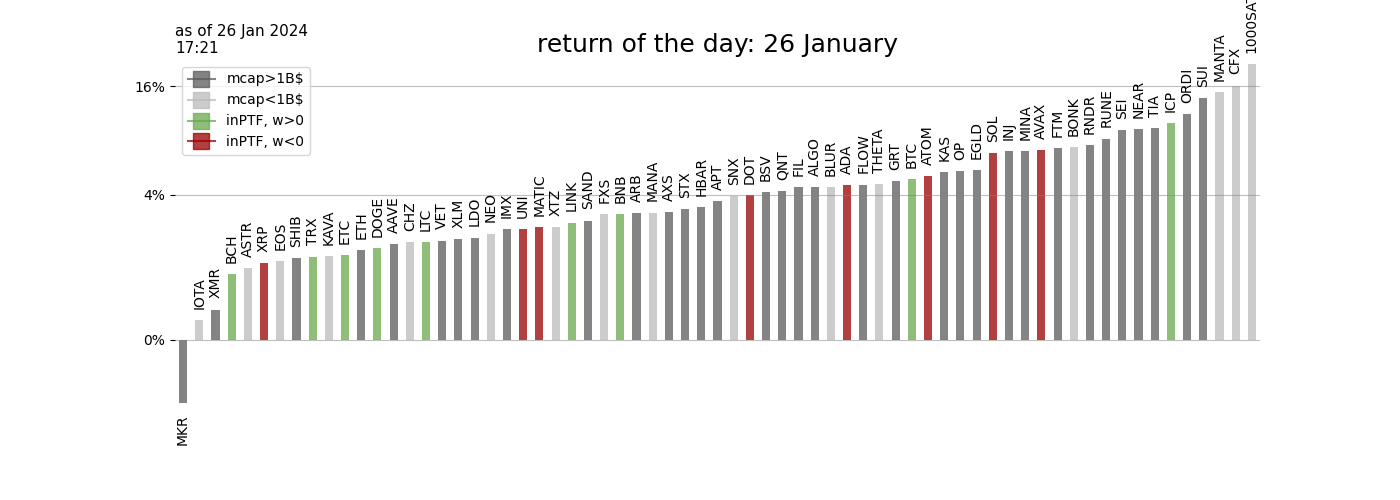 as of 26 Jan 2024
17:21
return of the day: 26 January
mcap>1B$
mcap<1B$
inPTF, w>0
inPTF, w<0
16%
4%
0%
MKR
IOTA
XMR
BCH
ASTR
XRP
EOS
SHIB
TRX
KAVA
ETC
ETH
DOGE
AAVE
CHZ
LTC
VET
XLM
LDO
NEO
IMX
UNI
MATIC
XTZ
LINK
SAND
FXS
BNB
ARB
MANA
AXS
STX
HBAR
APT
SNX
DOT
BSV
QNT
FIL
ALGO
BLUR
ADA
FLOW
THETA
GRT
BTC
ATOM
KAS
OP
EGLD
SOL
INJ
MINA
AVAX
FTM
BONK
RNDR
RUNE
SEI
NEAR
TIA
ICP
ORDI
SUI
MANTA
CFX